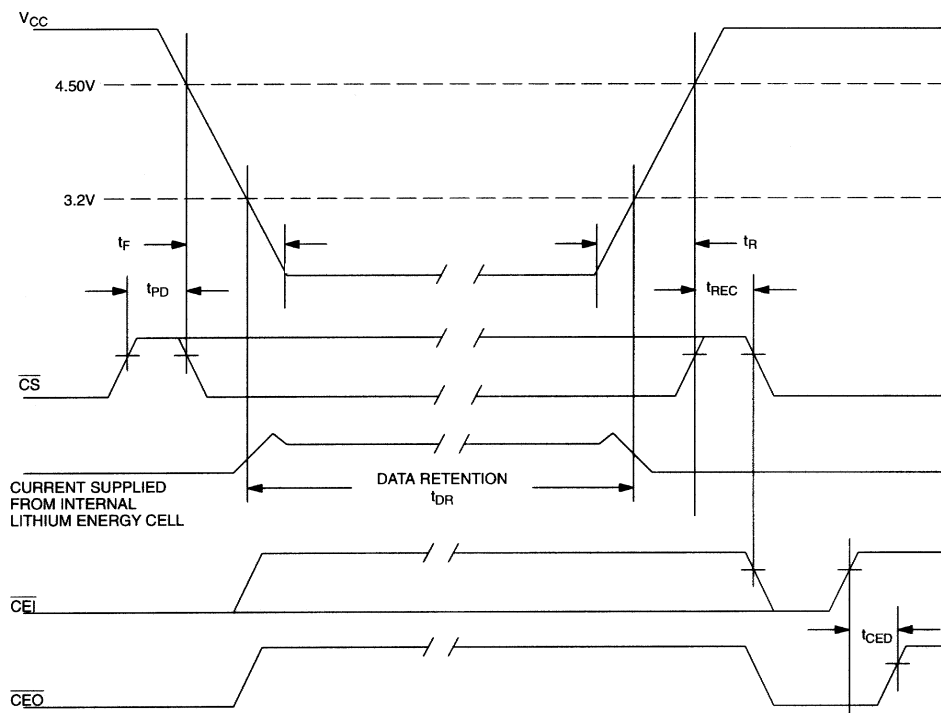 VCC
4.50V
3.2V
tF
tR
tPD
tREC
CS
DATA RETENTION
tDR
CURRENT SUPPLIED
FROM INTERNAL
LITHIUM ENERGY CELL
CEI
tCED
CEO